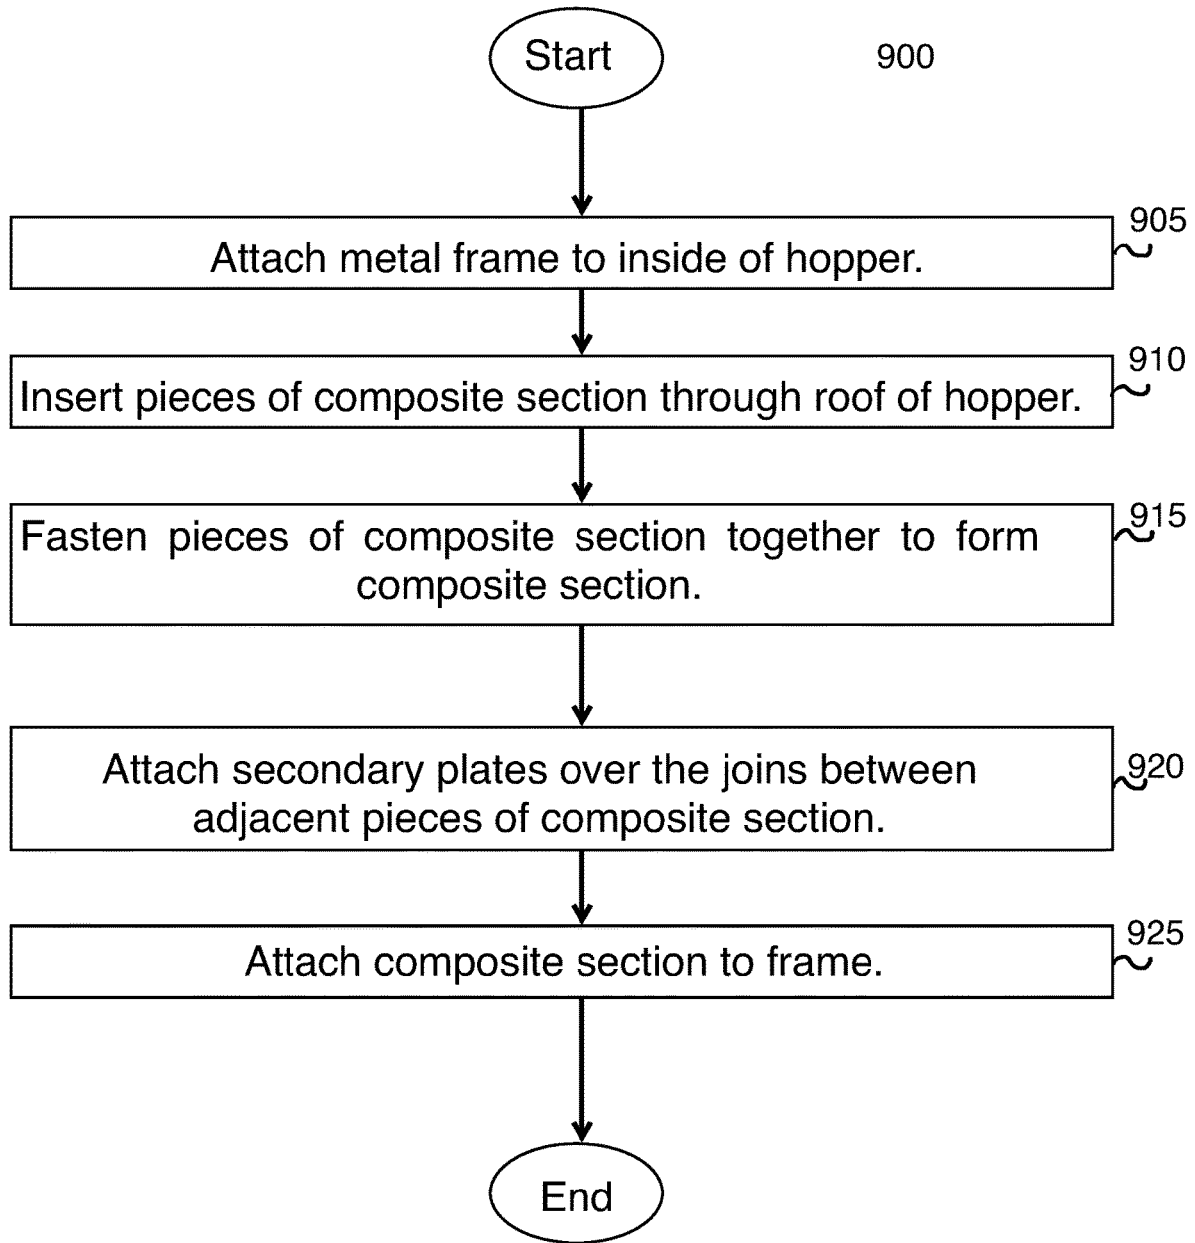 Start
900
905
Attach metal frame to inside of hopper.
910
Insert pieces of composite section through roof of hopper.
915
Fasten pieces of composite section together to form
composite section.
920
Attach secondary plates over the joins between
adjacent pieces of composite section.
925
Attach composite section to frame.
End